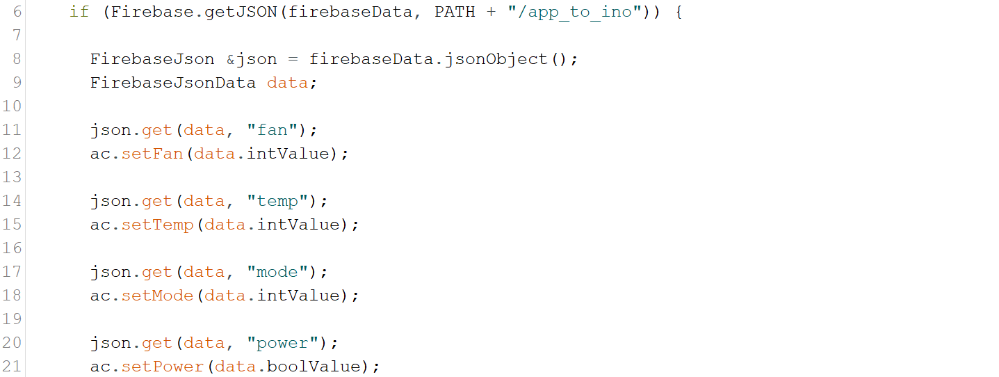 6 if (Firebase.getJSON(firebaseData, PATH + "/app_to_ino")) {
7
8 FirebaseJson &json = firebaseData.jsonObject();
9 FirebaseJsonData data;
10
11 json.get(data, "fan");
12 ac.setFan(data.intValue);
13
14 json.get(data, "temp");
15 ac.setTemp(data.intValue);
16
17 json.get(data, "mode");
18 ac.setMode(data.intValue);
19
20 json.get(data, "power");
21 ac.setPower(data.boolValue);